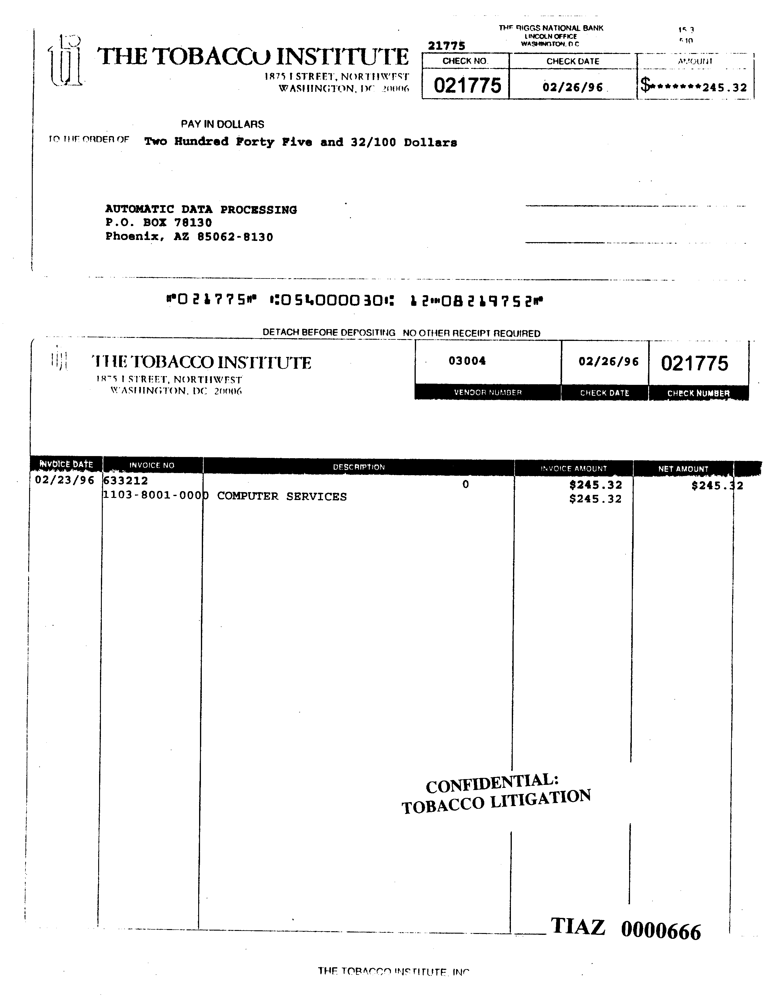 THE RIGGS NATIONAL BANK
LINCOLN OFFICE
WASHINGTON, D.C.
15-3
21775
THE TOBACCO INSTITUTE
1875 I STREET, NORTHWEST
WASHINGTON, DC 20006
CHECK NO. CHECK DATE AMOUNT
021775 02/26/96 $*******245.32
PAY IN DOLLARS
TO THE ORDER OF Two Hundred Forty Five and 32/100 Dollars
AUTOMATIC DATA PROCESSING
P.O. BOX 78130
Phoenix, AZ 85062-8130
⑈021775⑈ ⑆054000030⑆ 12⑈08219752⑈
DETACH BEFORE DEPOSITING NO OTHER RECEIPT REQUIRED
THE TOBACCO INSTITUTE
1875 I STREET, NORTHWEST
WASHINGTON, DC 20006
03004 02/26/96 021775
VENDOR NUMBER CHECK DATE CHECK NUMBER
INVOICE DATE INVOICE NO DESCRIPTION INVOICE AMOUNT NET AMOUNT
02/23/96 633212 0 $245.32 $245.32
1103-8001-0000 COMPUTER SERVICES $245.32
CONFIDENTIAL:
TOBACCO LITIGATION
TIAZ 0000666
THE TOBACCO INSTITUTE, INC